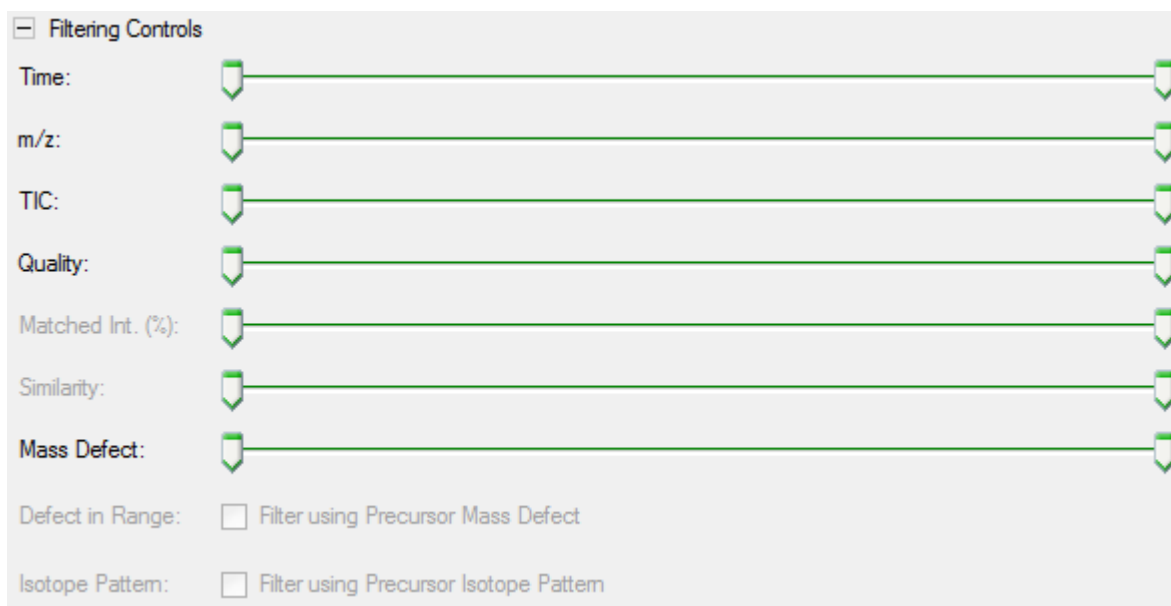 Filtering Controls
Time:
m/z:
TIC:
Quality:
Matched Int. (%):
Similarity:
Mass Defect:
Defect in Range: Filter using Precursor Mass Defect
Isotope Pattern: Filter using Precursor Isotope Pattern